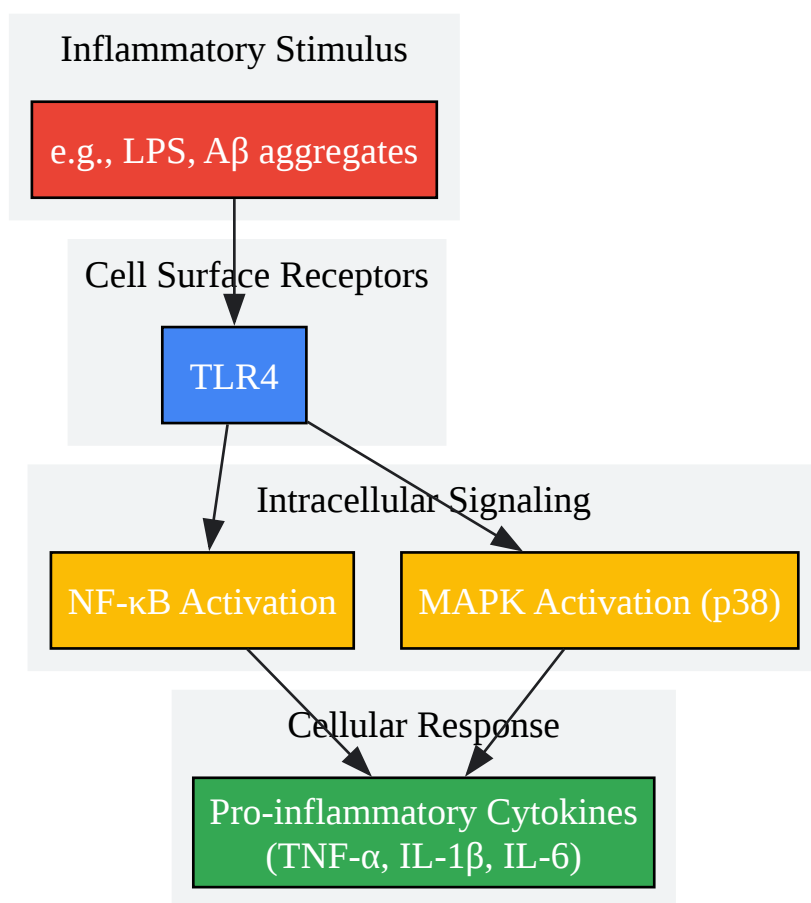 Inflammatory Stimulus
e.g., LPS, Aβ aggregates
Cell Surface Receptors
TLR4
Intracellular Signaling
NF-κB Activation
MAPK Activation (p38)
Cellular Response
Pro-inflammatory Cytokines
(TNF-α, IL-1β, IL-6)